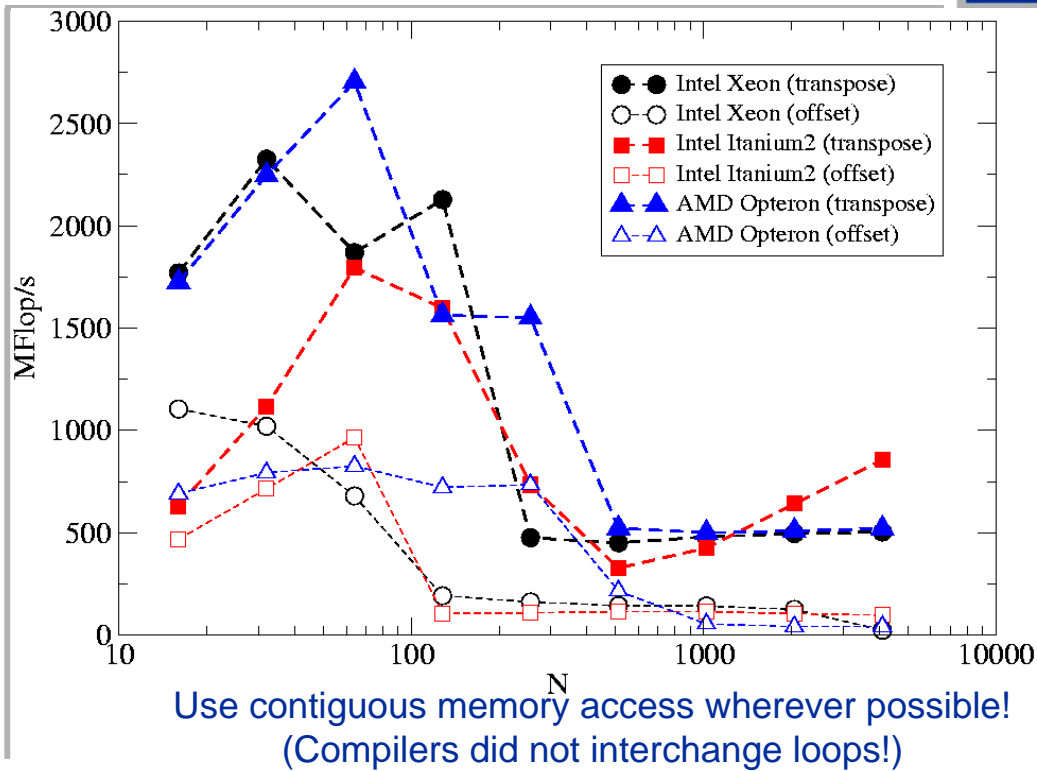 3000
2500
2000
1500
1000
500
0
MFlop/s
Intel Xeon (transpose)
Intel Xeon (offset)
Intel Itanium2 (transpose)
Intel Itanium2 (offset)
AMD Opteron (transpose)
AMD Opteron (offset)
10 100 1000 10000
N
Use contiguous memory access wherever possible!
(Compilers did not interchange loops!)